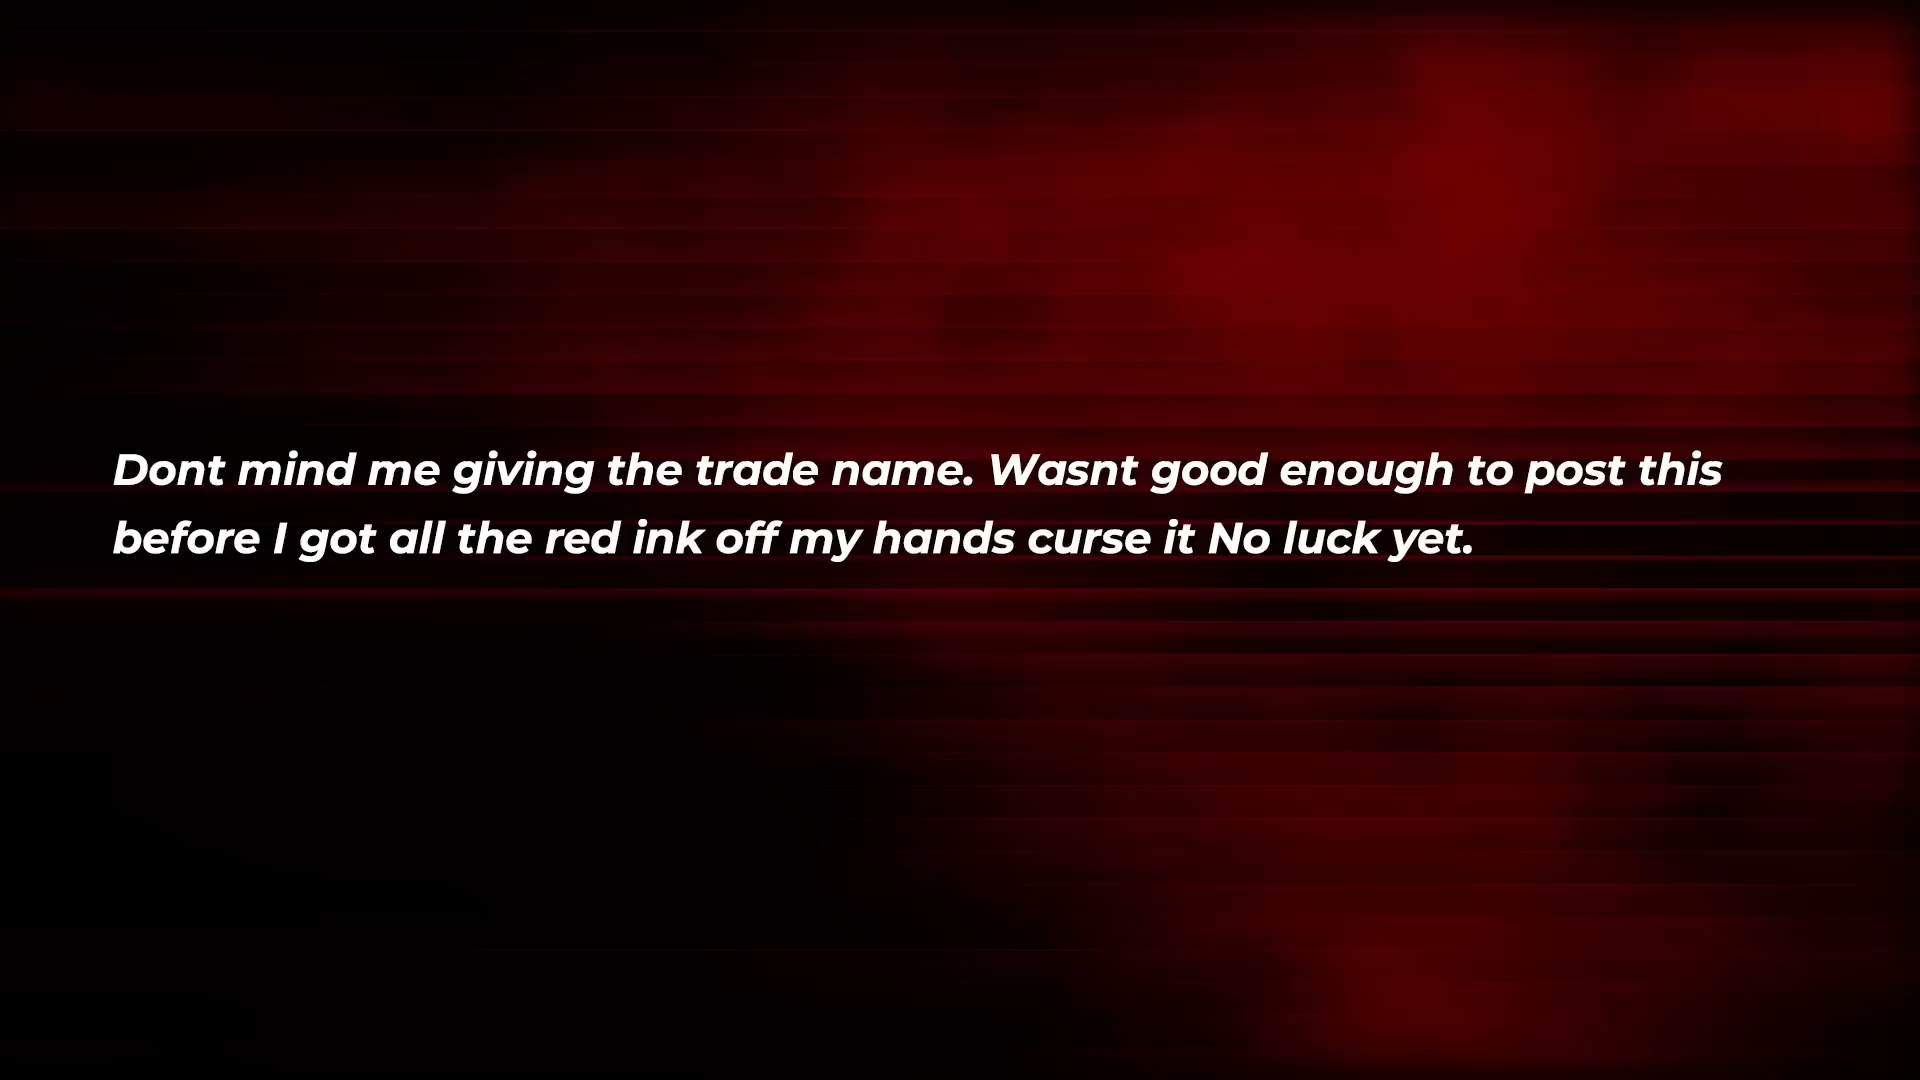 Dont mind me giving the trade name. Wasnt good enough to post this
before I got all the red ink off my hands curse it No luck yet.